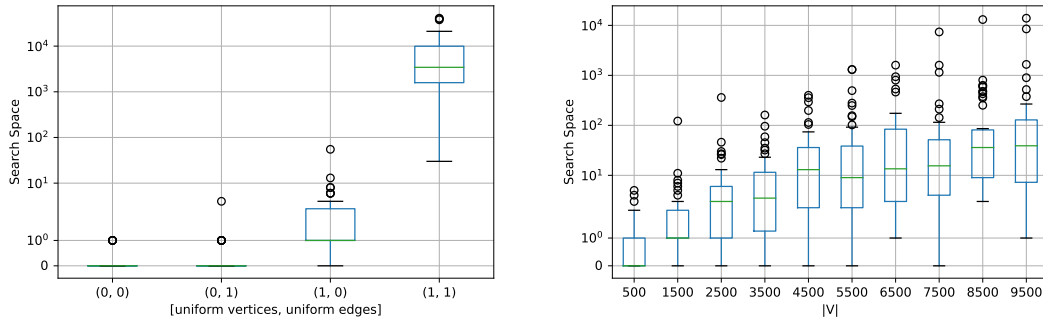 10^4
10^3
10^2
10^1
10^0
0
Search Space
(0, 0) (0, 1) (1, 0) (1, 1)
[uniform vertices, uniform edges]
10^4
10^3
10^2
10^1
10^0
0
Search Space
500 1500 2500 3500 4500 5500 6500 7500 8500 9500
|V|